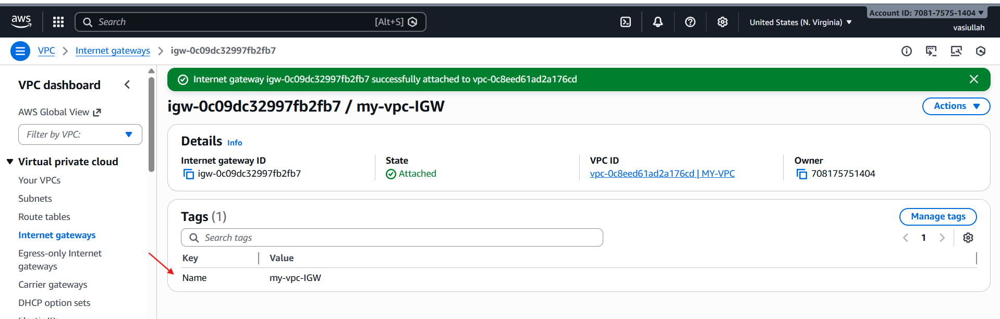 aws
Search [Alt+S]
United States (N. Virginia)
Account ID: 7081-7575-1404
vasiullah
VPC
Internet gateways
igw-0c09dc32997fb2fb7
VPC dashboard
AWS Global View
Filter by VPC:
Virtual private cloud
Your VPCs
Subnets
Route tables
Internet gateways
Egress-only Internet
gateways
Carrier gateways
DHCP option sets
Internet gateway igw-0c09dc32997fb2fb7 successfully attached to vpc-0c8eed61ad2a176cd
igw-0c09dc32997fb2fb7 / my-vpc-IGW
Actions
Details Info
Internet gateway ID
igw-0c09dc32997fb2fb7
State
Attached
VPC ID
vpc-0c8eed61ad2a176cd | MY-VPC
Owner
708175751404
Tags (1)
Manage tags
Search tags
1
Key Value
Name my-vpc-IGW